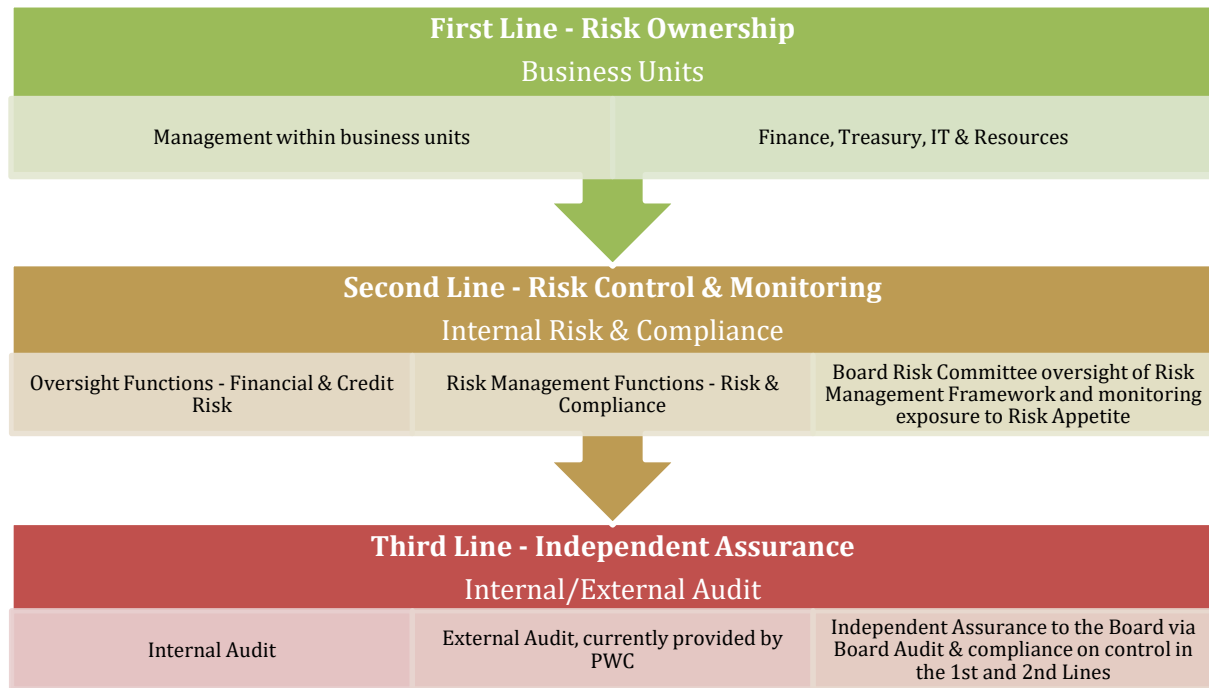 First Line - Risk Ownership
Business Units
Management within business units
Finance, Treasury, IT & Resources
Second Line - Risk Control & Monitoring
Internal Risk & Compliance
Oversight Functions - Financial & Credit
Risk
Risk Management Functions - Risk &
Compliance
Board Risk Committee oversight of Risk
Management Framework and monitoring
exposure to Risk Appetite
Third Line - Independent Assurance
Internal/External Audit
Internal Audit
External Audit, currently provided by
PWC
Independent Assurance to the Board via
Board Audit & compliance on control in
the 1st and 2nd Lines